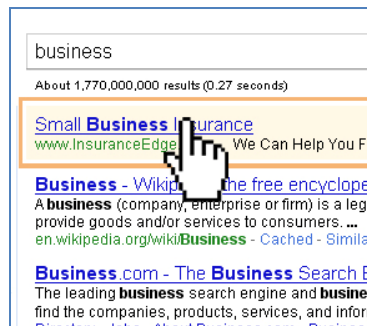 business
About 1,770,000,000 results (0.27 seconds)
Small Business Insurance
www.InsuranceEdge We Can Help You F
Business - Wikip the free encyclope
A business (company, enterprise or firm) is a leg
provide goods and/or services to consumers. ...
en.wikipedia.org/wiki/Business - Cached - Simila
Business.com - The Business Search E
The leading business search engine and busine
find the companies, products, services, and infor